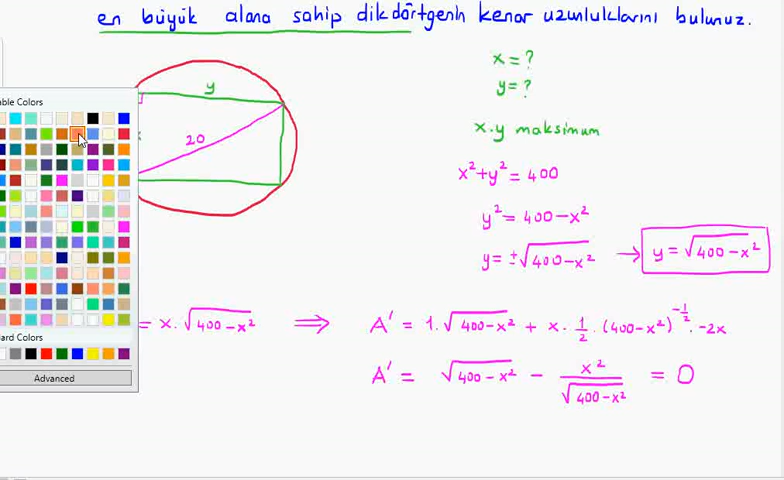 en büyük alana sahip dikdörtgenin kenar uzunluklarını bulunuz.
x = ?
y = ?
x.y maksimum
y
20
x² + y² = 400
y² = 400 - x²
y = ±√400-x² → y = √400-x²
= x.√400-x² ⟹ A' = 1.√400-x² + x.1/2.(400-x²)^-1/2.-2x
A' = √400-x² - x²/√400-x² = 0
able Colors
ard Colors
Advanced